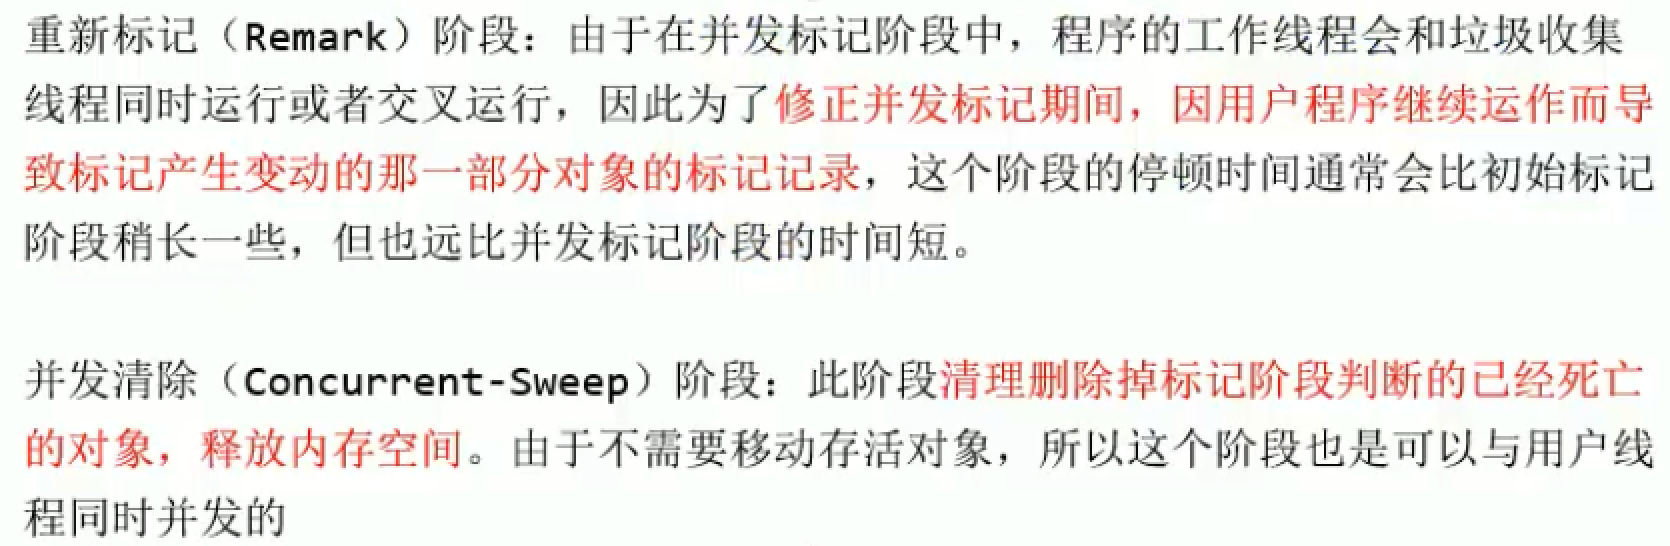 重新标记（Remark）阶段：由于在并发标记阶段中，程序的工作线程会和垃圾收集
线程同时运行或者交叉运行，因此为了修正并发标记期间，因用户程序继续运作而导
致标记产生变动的那一部分对象的标记记录，这个阶段的停顿时间通常会比初始标记
阶段稍长一些，但也远比并发标记阶段的时间短。
并发清除（Concurrent-Sweep）阶段：此阶段清理删除掉标记阶段判断的已经死亡
的对象，释放内存空间。由于不需要移动存活对象，所以这个阶段也是可以与用户线
程同时并发的